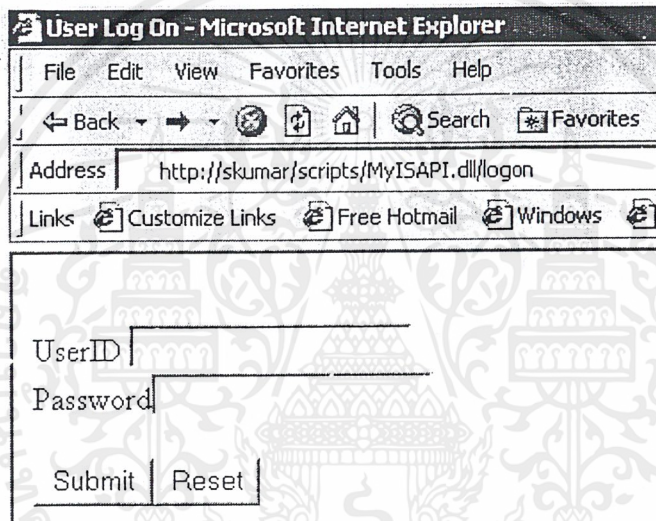 User Log On - Microsoft Internet Explorer
File Edit View Favorites Tools Help
Back Search Favorites
Address http://skumar/scripts/MyISAPI.dll/logon
Links Customize Links Free Hotmail Windows
UserID
Password
Submit Reset